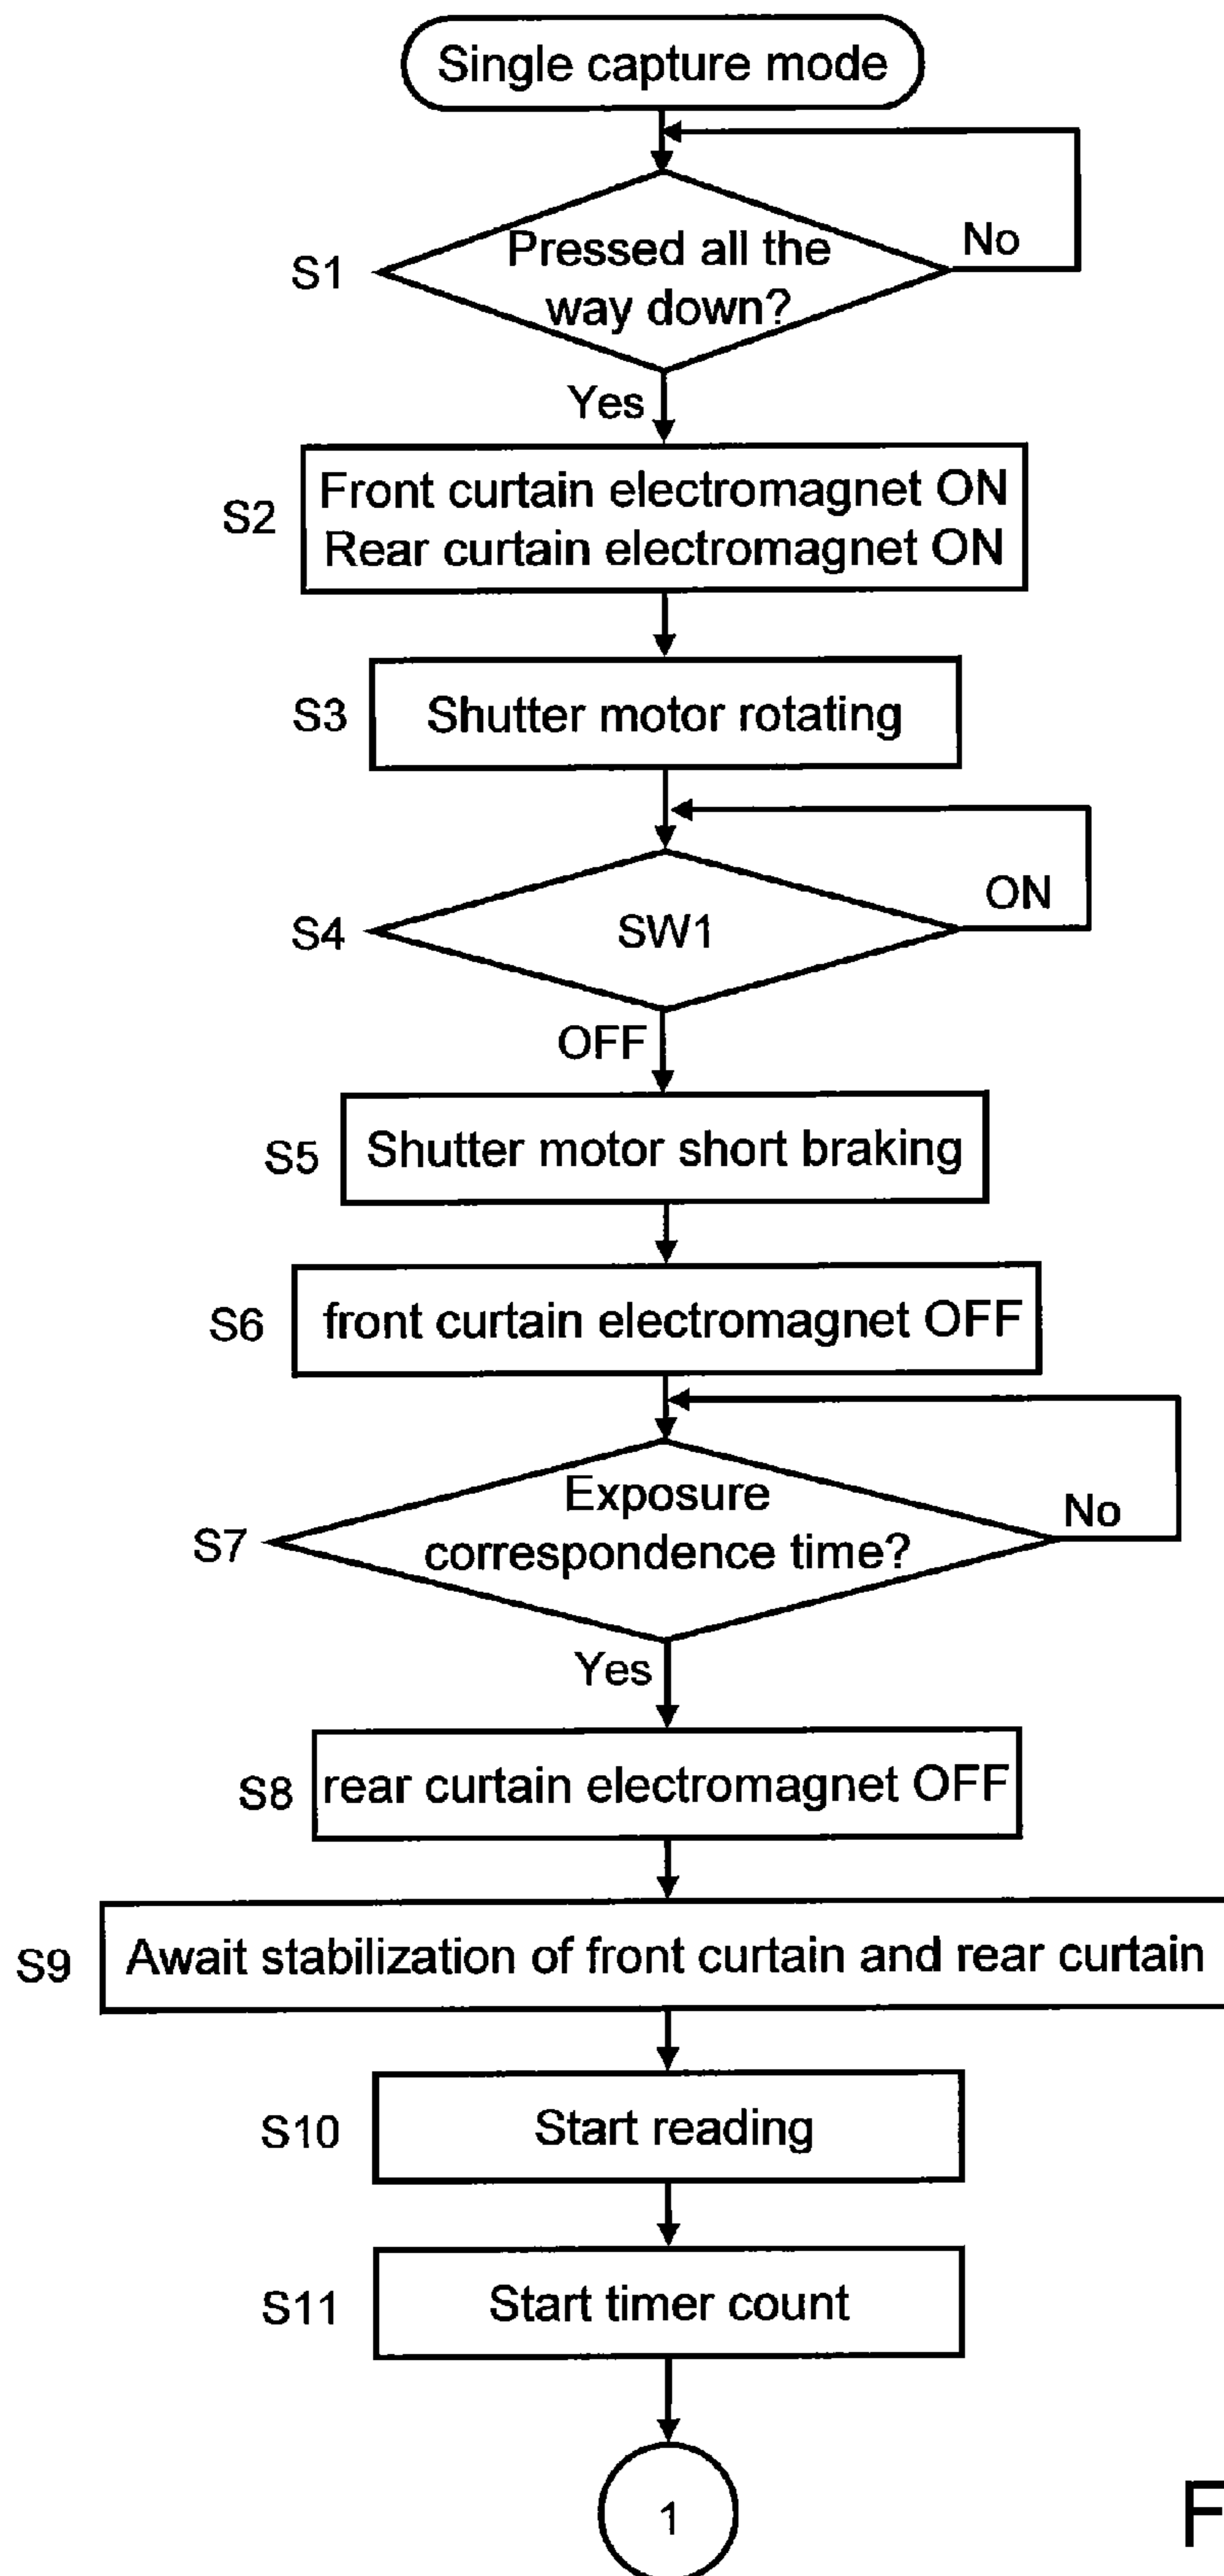 Single capture mode
No
S1
Pressed all the
way down?
Yes
S2
Front curtain electromagnet ON
Rear curtain electromagnet ON
S3
Shutter motor rotating
ON
S4
SW1
OFF
S5
Shutter motor short braking
S6
front curtain electromagnet OFF
Exposure
No
S7
correspondence time?
Yes
S8
rear curtain electromagnet OFF
S9
Await stabilization of front curtain and rear curtain
S10
Start reading
S11
Start timer count
1
F